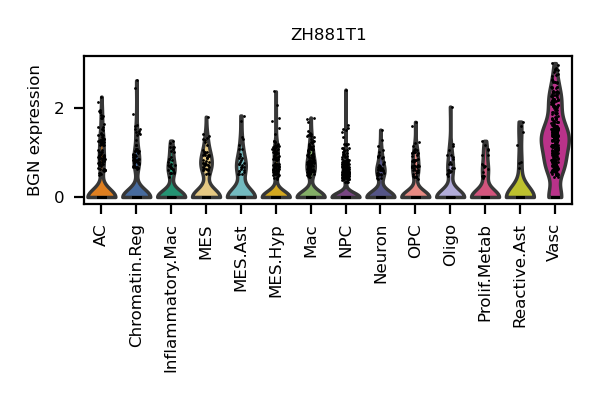 ZH881T1
BGN expression
2
0
AC
Chromatin.Reg
Inflammatory.Mac
MES
MES.Ast
MES.Hyp
Mac
NPC
Neuron
OPC
Oligo
Prolif.Metab
Reactive.Ast
Vasc